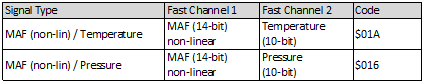 Signal Type Fast Channel 1 Fast Channel 2 Code
MAF (non-lin) / Temperature MAF (14-bit) non-linear Temperature (10-bit) $01A
MAF (non-lin) / Pressure MAF (14-bit) non-linear Pressure (10-bit) $016